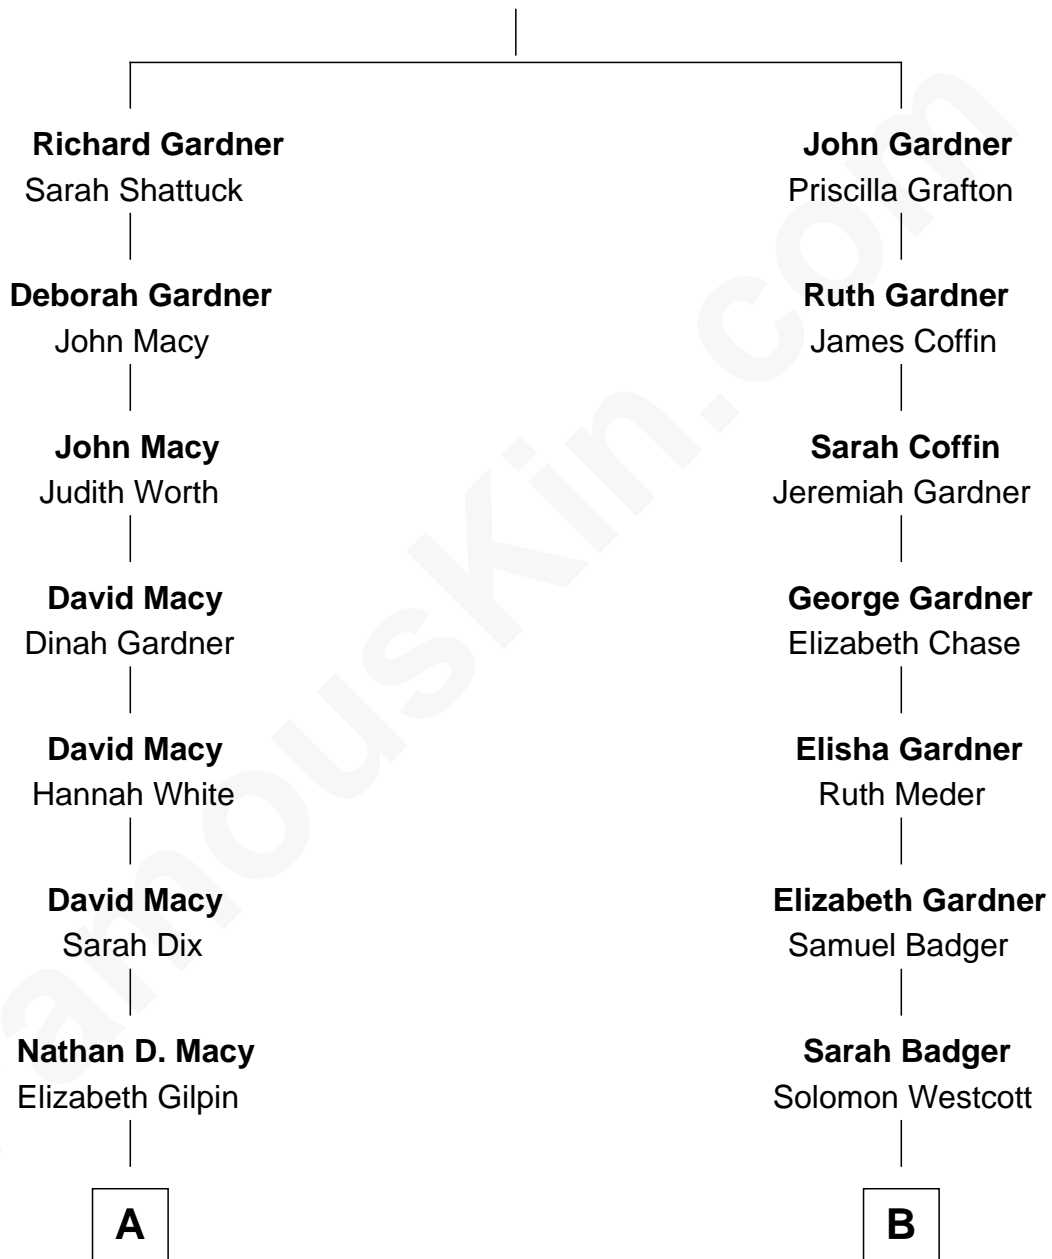 Richard Gardner
Sarah Shattuck
Deborah Gardner
John Macy
John Macy
Judith Worth
David Macy
Dinah Gardner
David Macy
Hannah White
David Macy
Sarah Dix
Nathan D. Macy
Elizabeth Gilpin
A
John Gardner
Priscilla Grafton
Ruth Gardner
James Coffin
Sarah Coffin
Jeremiah Gardner
George Gardner
Elizabeth Chase
Elisha Gardner
Ruth Meder
Elizabeth Gardner
Samuel Badger
Sarah Badger
Solomon Westcott
B
amousKin.com